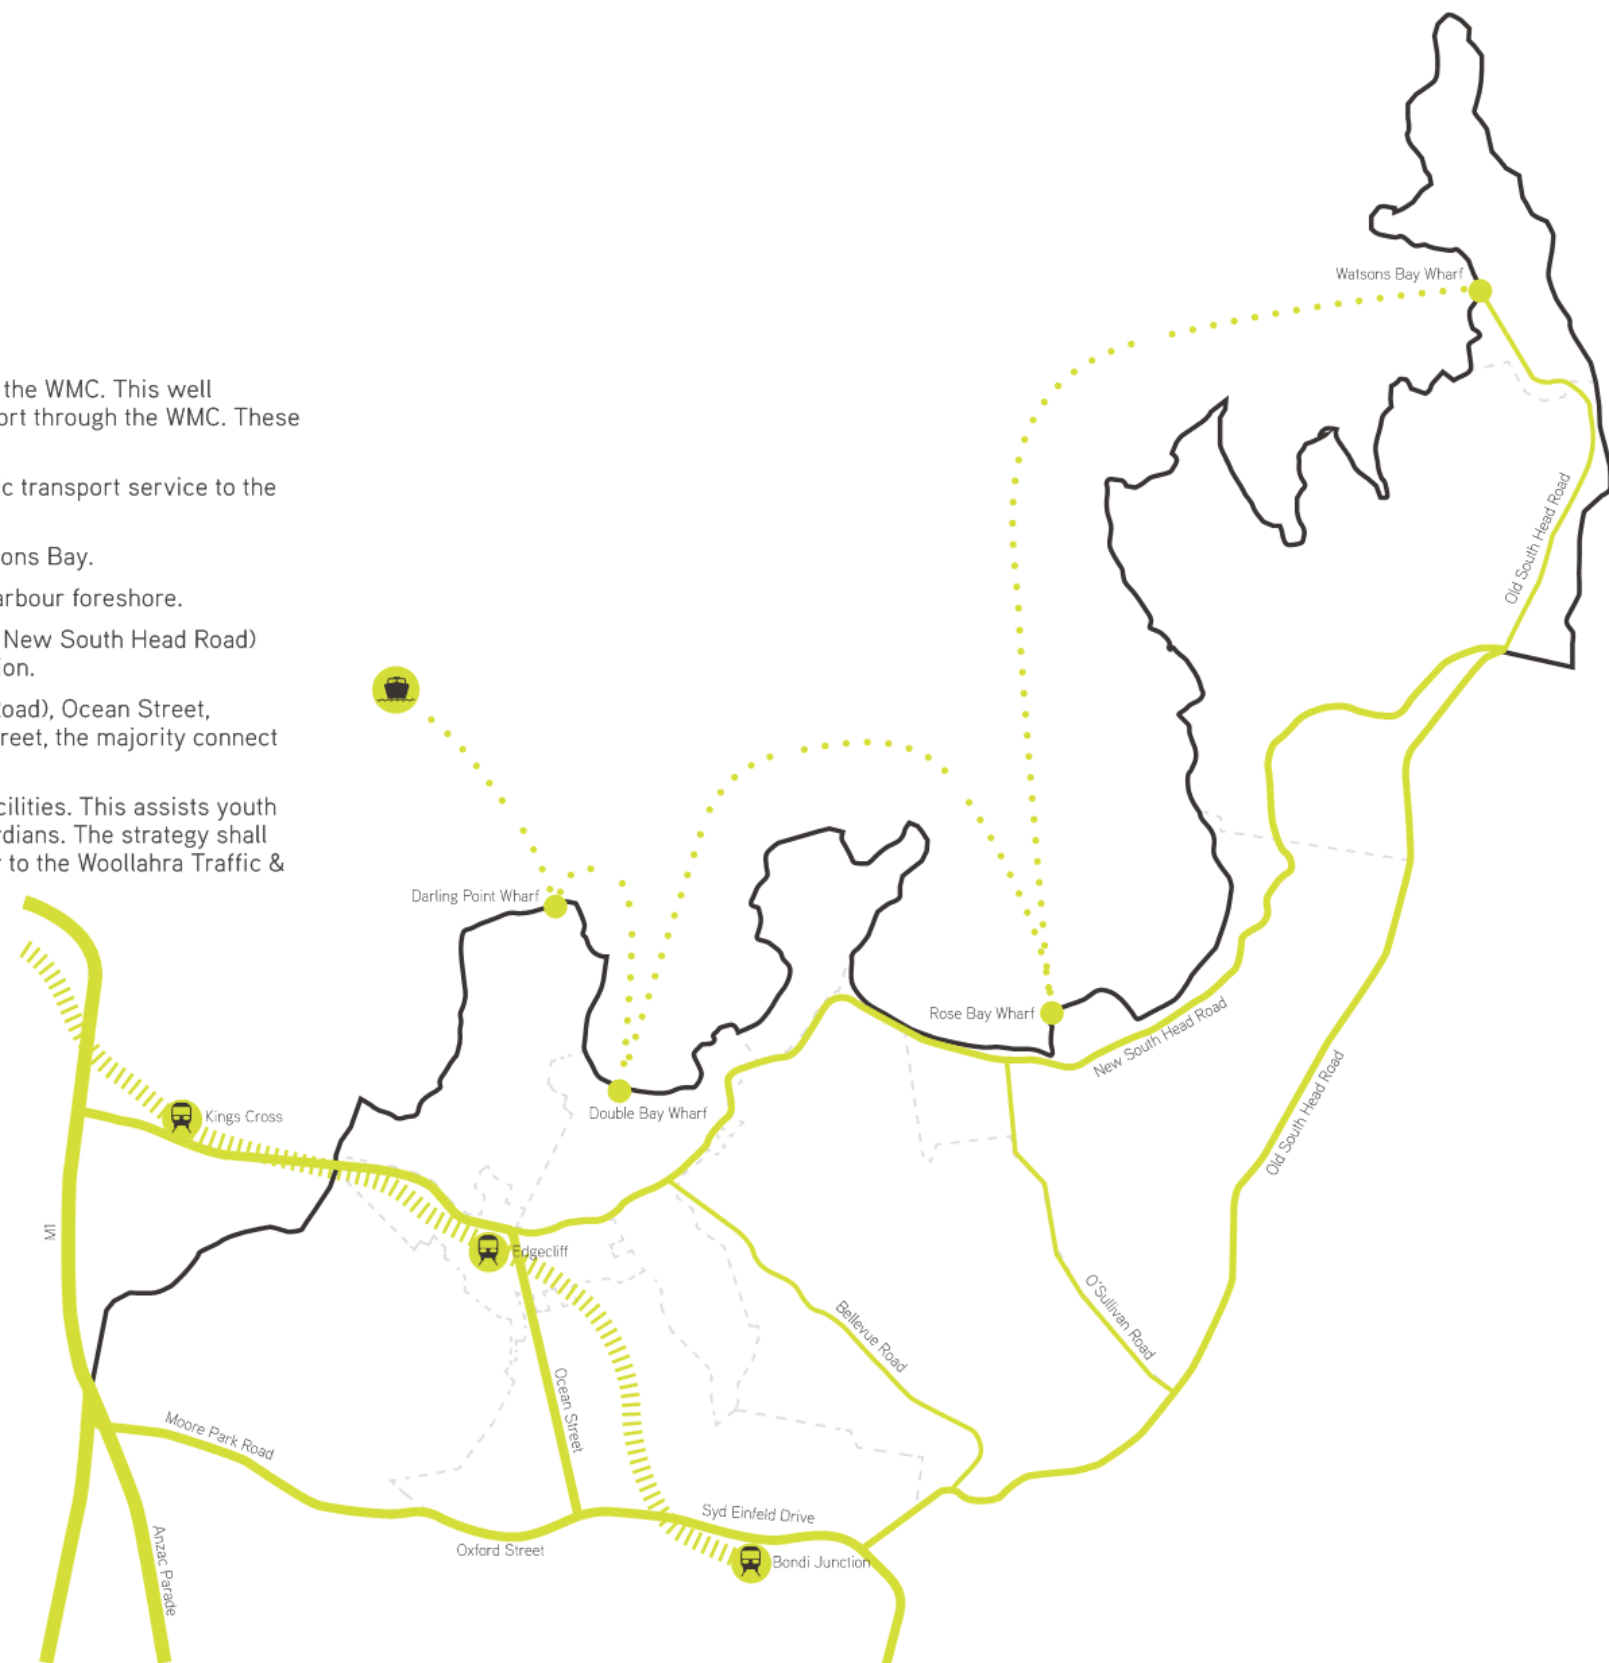 the WMC. This well
ort through the WMC. These
c transport service to the
ons Bay.
arbour foreshore.
New South Head Road)
ion.
oad), Ocean Street,
reet, the majority connect
cilities. This assists youth
rdians. The strategy shall
to the Woollahra Traffic &
Watsons Bay Wharf
Old South Head Road
Darling Point Wharf
Rose Bay Wharf
New South Head Road
Double Bay Wharf
Kings Cross
Old South Head Road
M1
Edgecliff
O'Sullivan Road
Bellevue Road
Ocean Street
Moore Park Road
Syd Einfeld Drive
Oxford Street
Bondi Junction
Anzac Parade